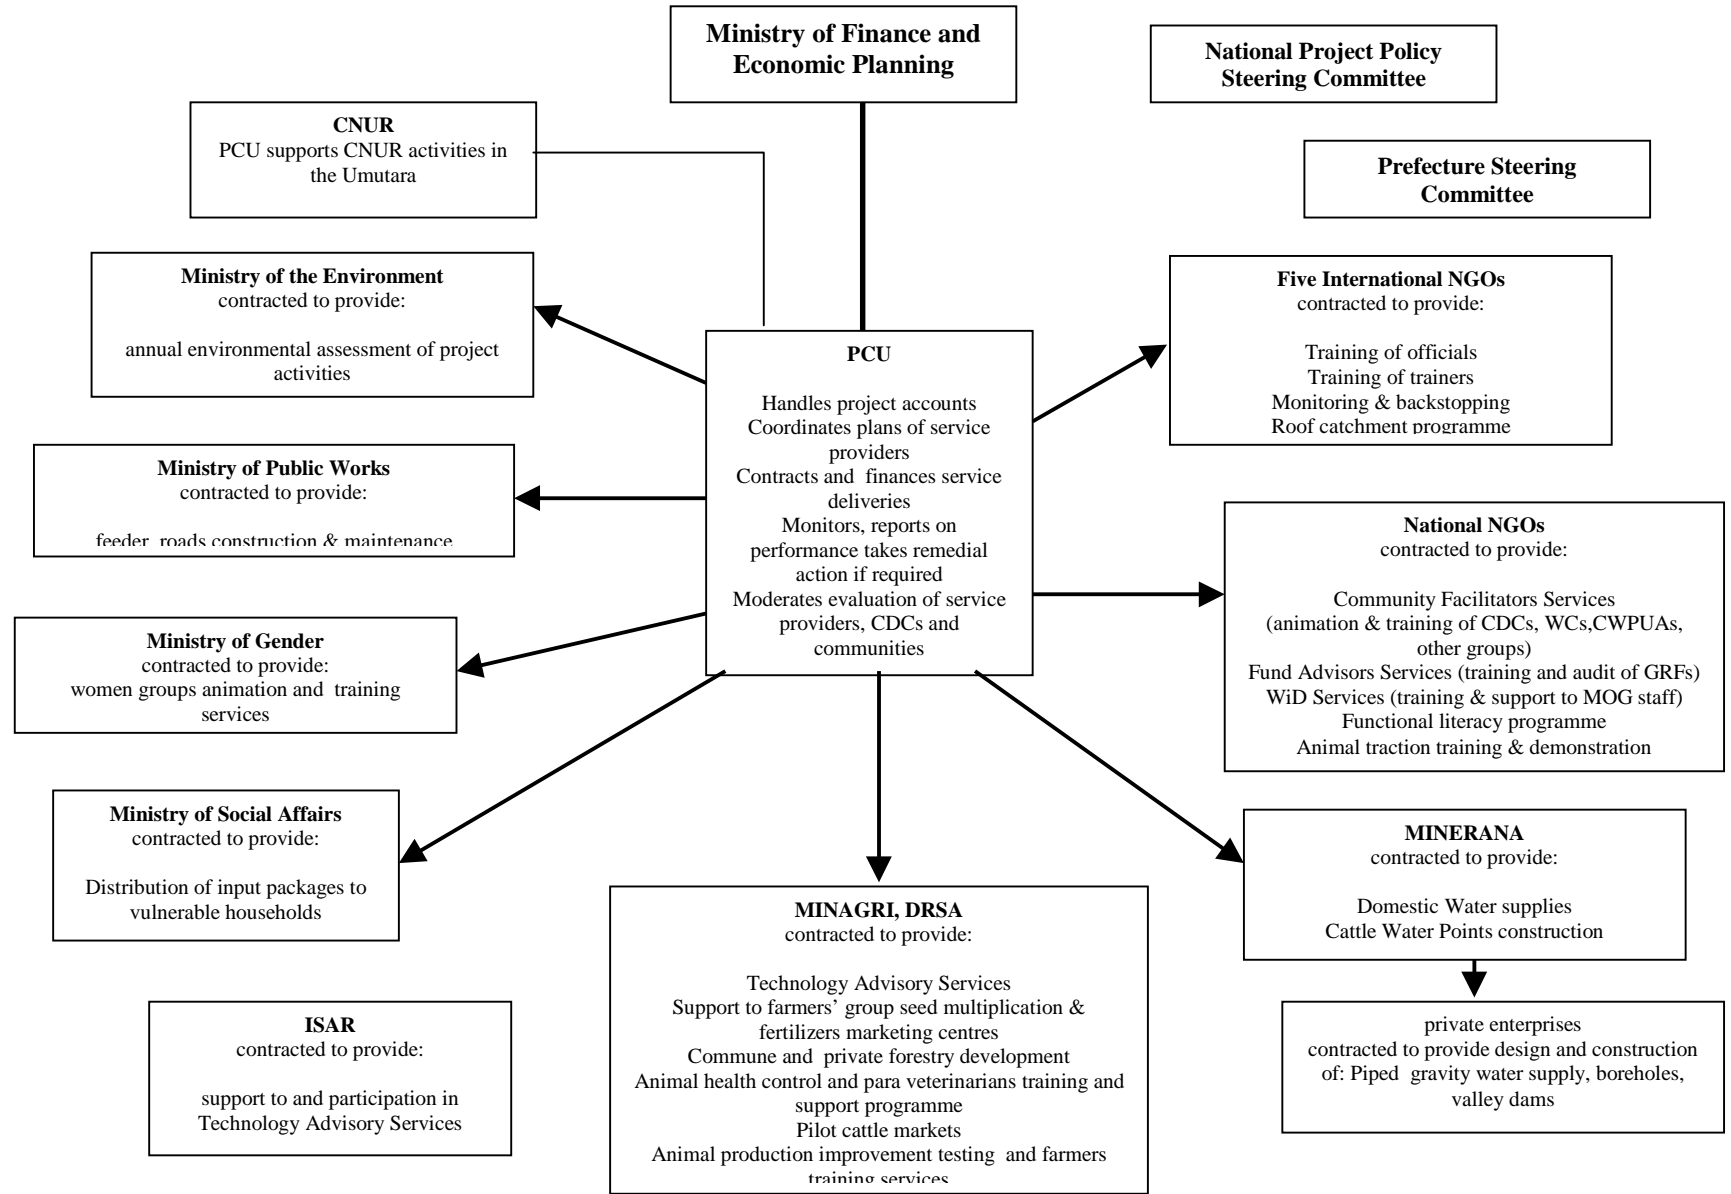 Ministry of Finance and
Economic Planning
National Project Policy
Steering Committee
CNUR
PCU supports CNUR activities in
the Umutara
Prefecture Steering
Committee
Ministry of the Environment
contracted to provide:
annual environmental assessment of project
activities
Five International NGOs
contracted to provide:
Training of officials
Training of trainers
Monitoring & backstopping
Roof catchment programme
PCU
Handles project accounts
Coordinates plans of service
providers
Contracts and finances service
deliveries
Monitors, reports on
performance takes remedial
action if required
Moderates evaluation of service
providers, CDCs and
communities
Ministry of Public Works
contracted to provide:
feeder roads construction & maintenance
National NGOs
contracted to provide:
Community Facilitators Services
(animation & training of CDCs, WCs,CWPUAs,
other groups)
Fund Advisors Services (training and audit of GRFs)
WiD Services (training & support to MOG staff)
Functional literacy programme
Animal traction training & demonstration
Ministry of Gender
contracted to provide:
women groups animation and training
services
Ministry of Social Affairs
contracted to provide:
Distribution of input packages to
vulnerable households
MINERANA
contracted to provide:
Domestic Water supplies
Cattle Water Points construction
MINAGRI, DRSA
contracted to provide:
Technology Advisory Services
Support to farmers’ group seed multiplication &
fertilizers marketing centres
Commune and private forestry development
Animal health control and para veterinarians training and
support programme
Pilot cattle markets
Animal production improvement testing and farmers
training services
ISAR
contracted to provide:
support to and participation in
Technology Advisory Services
private enterprises
contracted to provide design and construction
of: Piped gravity water supply, boreholes,
valley dams